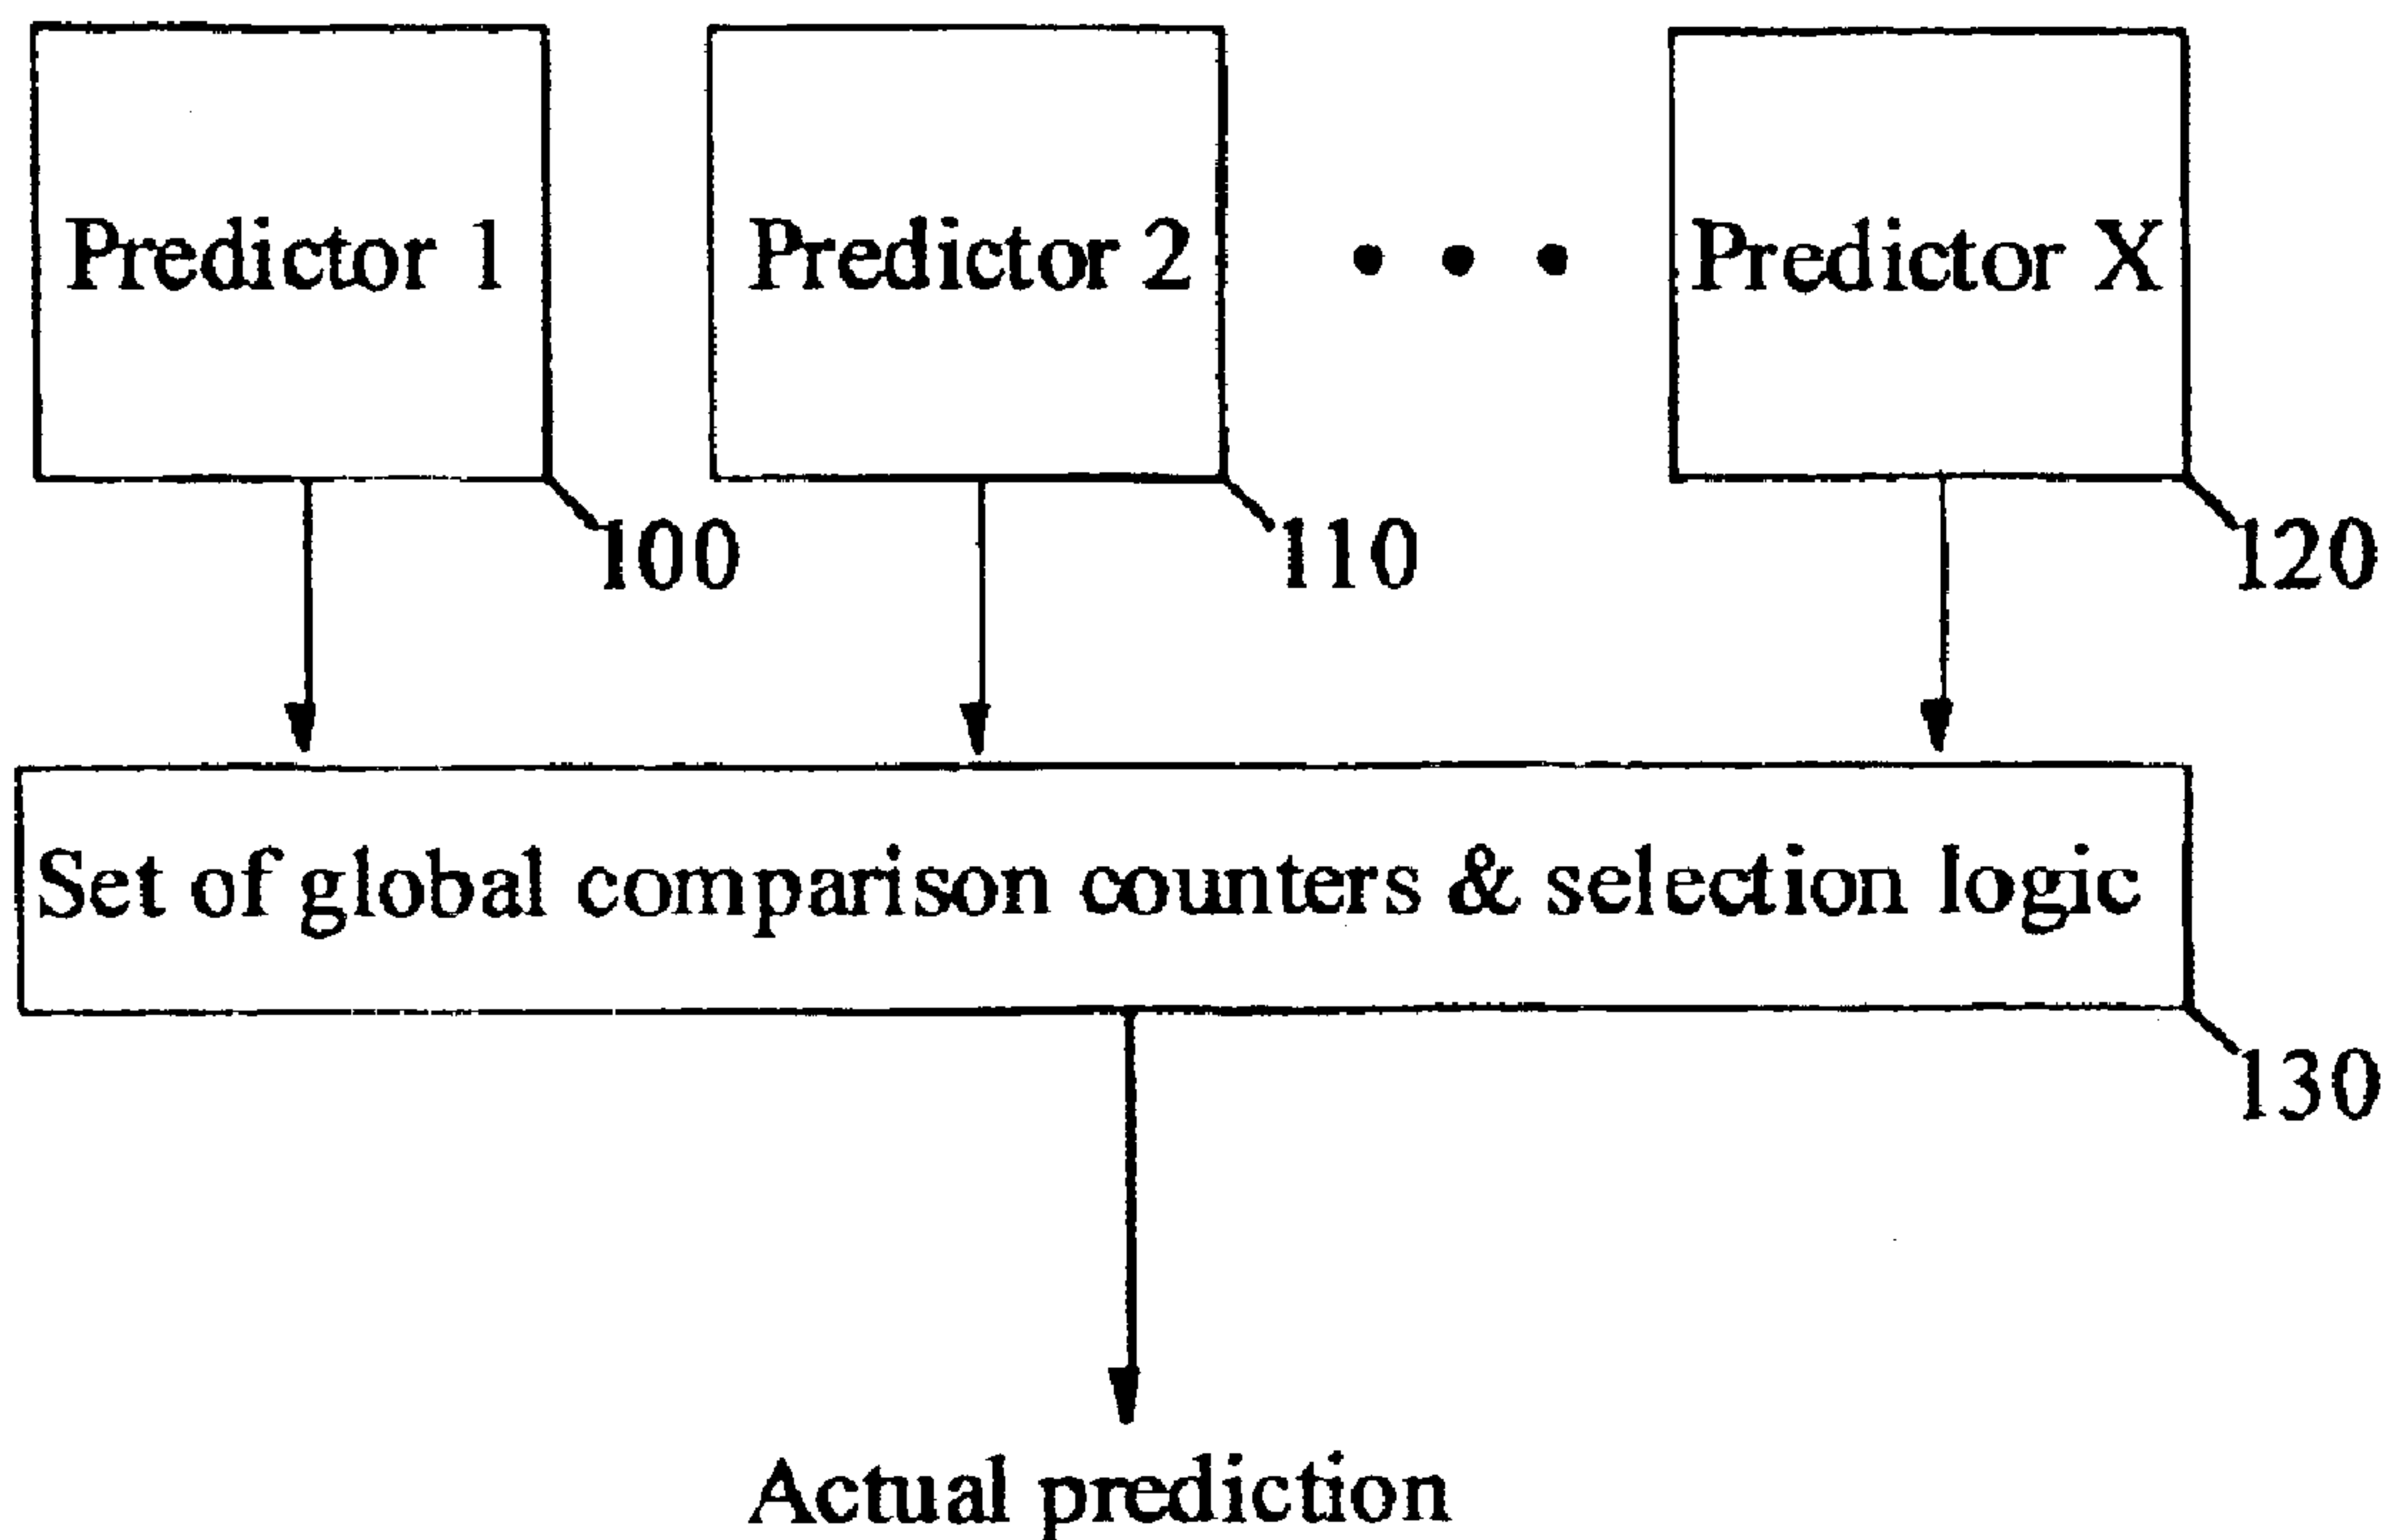 Predictor 1
Predictor 2
Predictor X
100
110
120
Set of global comparison counters & selection logic
130
Actual prediction